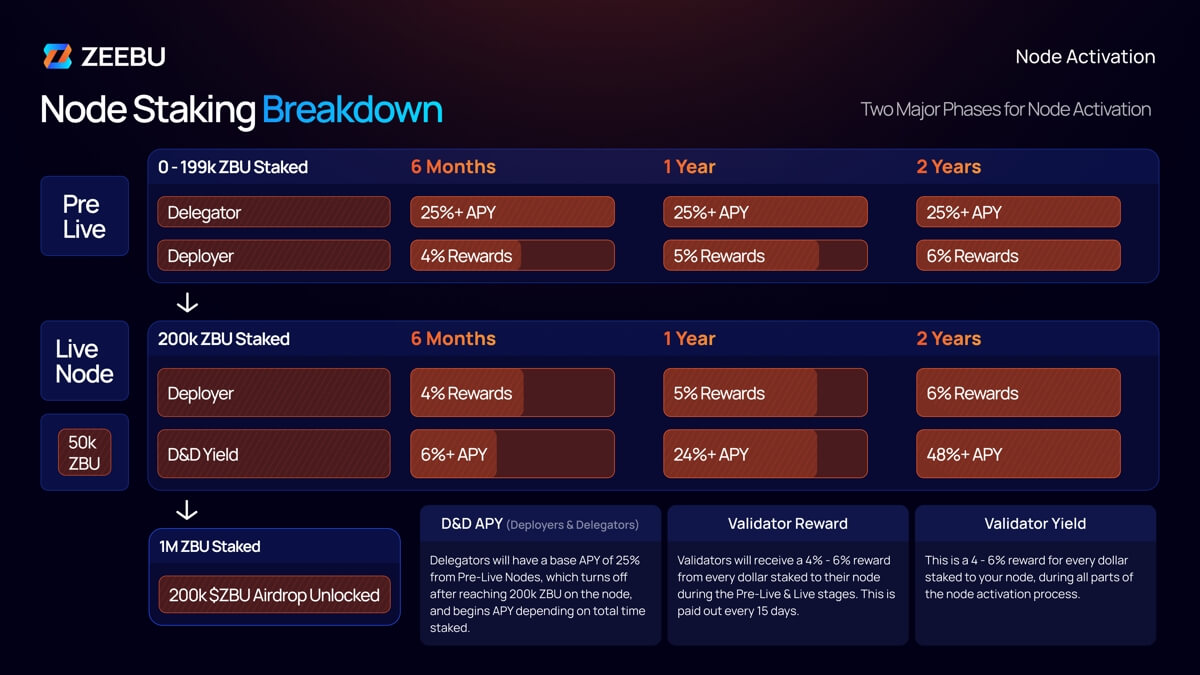 ZEEBU
Node Activation
Node Staking Breakdown
Two Major Phases for Node Activation
Pre
Live
0 - 199k ZBU Staked
6 Months
1 Year
2 Years
Delegator
25%+ APY
25%+ APY
25%+ APY
Deployer
4% Rewards
5% Rewards
6% Rewards
Live
Node
200k ZBU Staked
6 Months
1 Year
2 Years
Deployer
4% Rewards
5% Rewards
6% Rewards
50k
ZBU
D&D Yield
6%+ APY
24%+ APY
48%+ APY
1M ZBU Staked
200k $ZBU Airdrop Unlocked
D&D APY (Deployers & Delegators)
Delegators will have a base APY of 25%
from Pre-Live Nodes, which turns off
after reaching 200k ZBU on the node,
and begins APY depending on total time
staked.
Validator Reward
Validators will receive a 4% - 6% reward
from every dollar staked to their node
during the Pre-Live & Live stages. This is
paid out every 15 days.
Validator Yield
This is a 4 - 6% reward for every dollar
staked to your node, during all parts of
the node activation process.